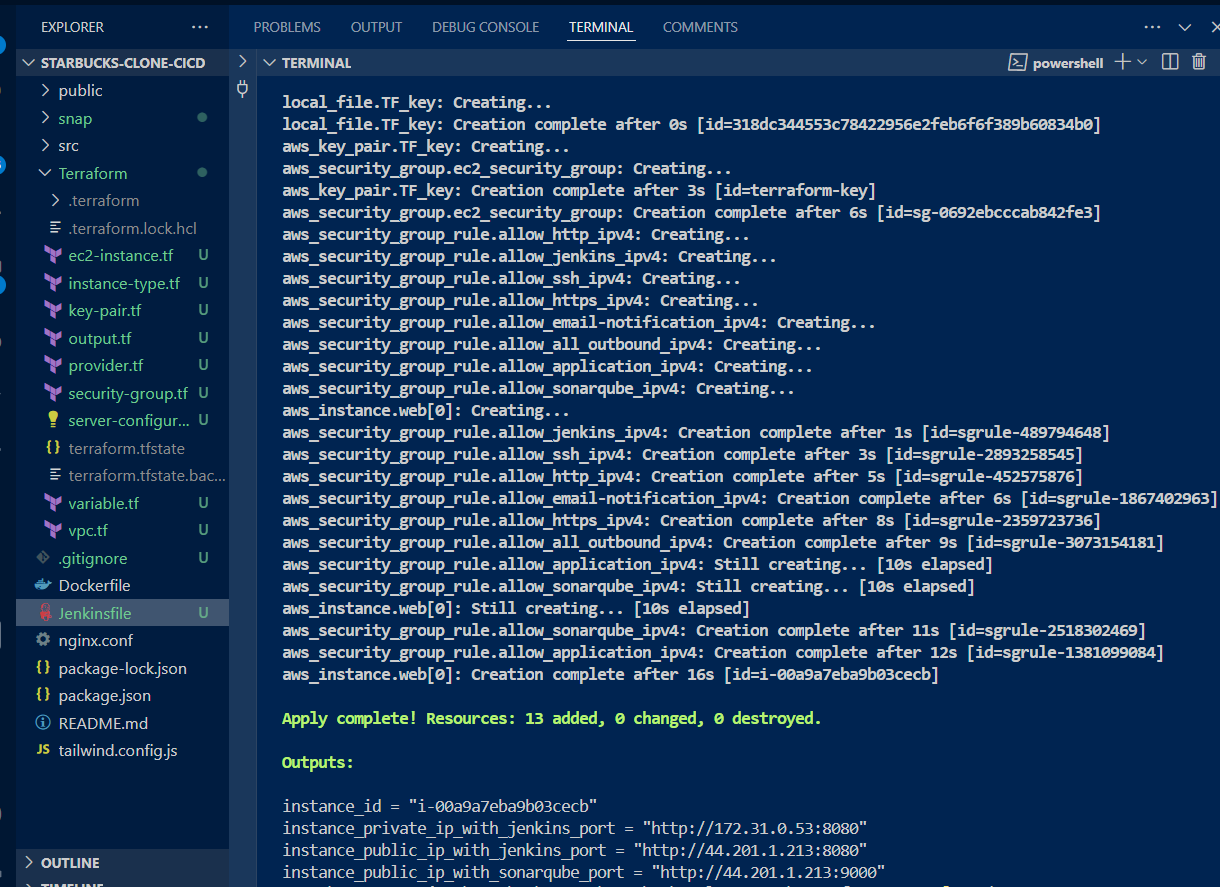 EXPLORER
PROBLEMS OUTPUT DEBUG CONSOLE TERMINAL COMMENTS
STARBUCKS-CLONE-CICD
TERMINAL
powershell
public
snap
src
Terraform
.terraform
.terraform.lock.hcl
ec2-instance.tf U
instance-type.tf U
key-pair.tf U
output.tf U
provider.tf U
security-group.tf U
server-configur... U
terraform.tfstate
terraform.tfstate.bac...
variable.tf U
vpc.tf U
.gitignore U
Dockerfile
Jenkinsfile U
nginx.conf
package-lock.json
package.json
README.md
JS tailwind.config.js
OUTLINE
TIMELINE
local_file.TF_key: Creating...
local_file.TF_key: Creation complete after 0s [id=318dc344553c78422956e2feb6f6f389b60834b0]
aws_key_pair.TF_key: Creating...
aws_security_group.ec2_security_group: Creating...
aws_key_pair.TF_key: Creation complete after 3s [id=terraform-key]
aws_security_group.ec2_security_group: Creation complete after 6s [id=sg-0692ebcccab842fe3]
aws_security_group_rule.allow_http_ipv4: Creating...
aws_security_group_rule.allow_jenkins_ipv4: Creating...
aws_security_group_rule.allow_ssh_ipv4: Creating...
aws_security_group_rule.allow_https_ipv4: Creating...
aws_security_group_rule.allow_email-notification_ipv4: Creating...
aws_security_group_rule.allow_all_outbound_ipv4: Creating...
aws_security_group_rule.allow_application_ipv4: Creating...
aws_security_group_rule.allow_sonarqube_ipv4: Creating...
aws_instance.web[0]: Creating...
aws_security_group_rule.allow_jenkins_ipv4: Creation complete after 1s [id=sgrule-489794648]
aws_security_group_rule.allow_ssh_ipv4: Creation complete after 3s [id=sgrule-2893258545]
aws_security_group_rule.allow_http_ipv4: Creation complete after 5s [id=sgrule-452575876]
aws_security_group_rule.allow_email-notification_ipv4: Creation complete after 6s [id=sgrule-1867402963]
aws_security_group_rule.allow_https_ipv4: Creation complete after 8s [id=sgrule-2359723736]
aws_security_group_rule.allow_all_outbound_ipv4: Creation complete after 9s [id=sgrule-3073154181]
aws_security_group_rule.allow_application_ipv4: Still creating... [10s elapsed]
aws_security_group_rule.allow_sonarqube_ipv4: Still creating... [10s elapsed]
aws_instance.web[0]: Still creating... [10s elapsed]
aws_security_group_rule.allow_sonarqube_ipv4: Creation complete after 11s [id=sgrule-2518302469]
aws_security_group_rule.allow_application_ipv4: Creation complete after 12s [id=sgrule-1381099084]
aws_instance.web[0]: Creation complete after 16s [id=i-00a9a7eba9b03cecb]
Apply complete! Resources: 13 added, 0 changed, 0 destroyed.
Outputs:
instance_id = "i-00a9a7eba9b03cecb"
instance_private_ip_with_jenkins_port = "http://172.31.0.53:8080"
instance_public_ip_with_jenkins_port = "http://44.201.1.213:8080"
instance_public_ip_with_sonarqube_port = "http://44.201.1.213:9000"